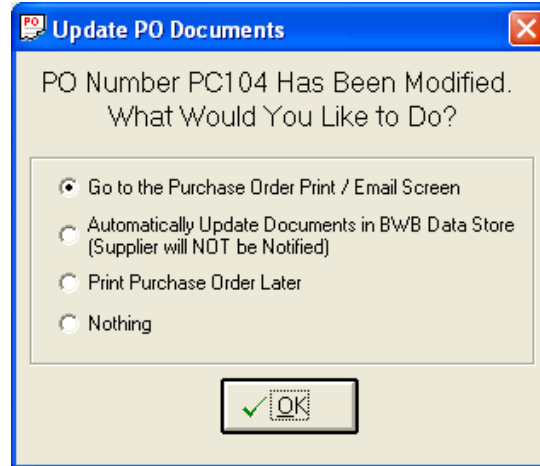 Update PO Documents
PO Number PC104 Has Been Modified.
What Would You Like to Do?
Go to the Purchase Order Print / Email Screen
Automatically Update Documents in BWB Data Store
(Supplier will NOT be Notified)
Print Purchase Order Later
Nothing
OK